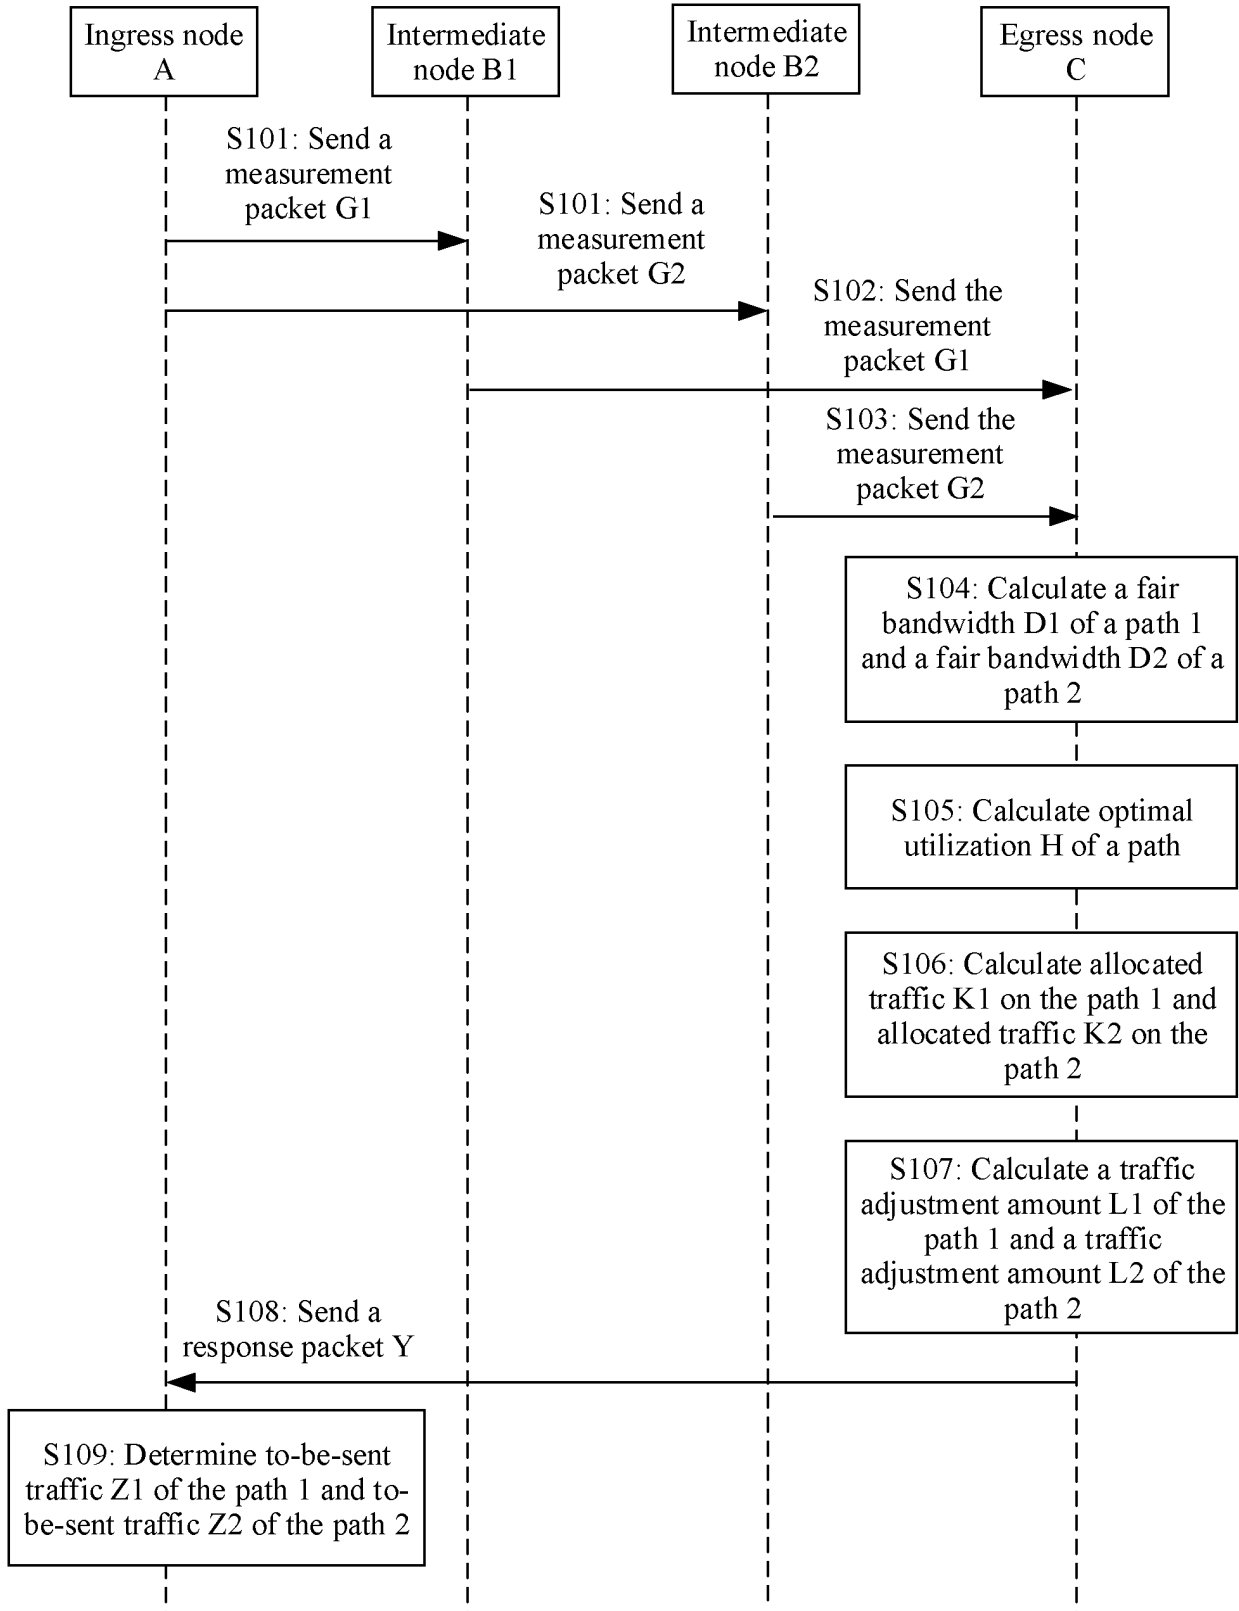 Ingress node
A
Intermediate
node B1
Intermediate
node B2
Egress node
C
S101: Send a
measurement
packet G1
S101: Send a
measurement
packet G2
S102: Send the
measurement
packet G1
S103: Send the
measurement
packet G2
S104: Calculate a fair
bandwidth D1 of a path 1
and a fair bandwidth D2 of a
path 2
S105: Calculate optimal
utilization H of a path
S106: Calculate allocated
traffic K1 on the path 1 and
allocated traffic K2 on the
path 2
S107: Calculate a traffic
adjustment amount L1 of the
path 1 and a traffic
adjustment amount L2 of the
path 2
S108: Send a
response packet Y
S109: Determine to-be-sent
traffic Z1 of the path 1 and to-
be-sent traffic Z2 of the path 2